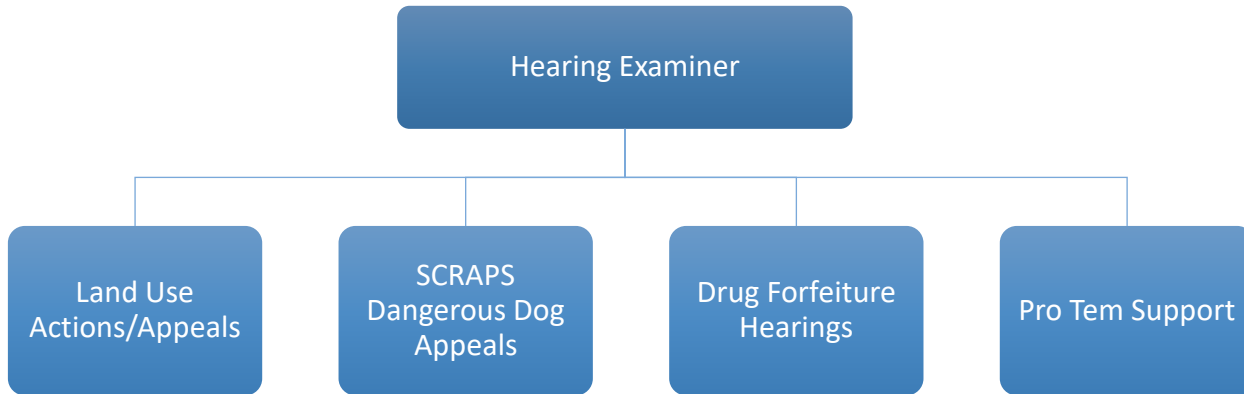 Hearing Examiner
Land Use
Actions/Appeals
SCRAPS
Dangerous Dog
Appeals
Drug Forfeiture
Hearings
Pro Tem Support